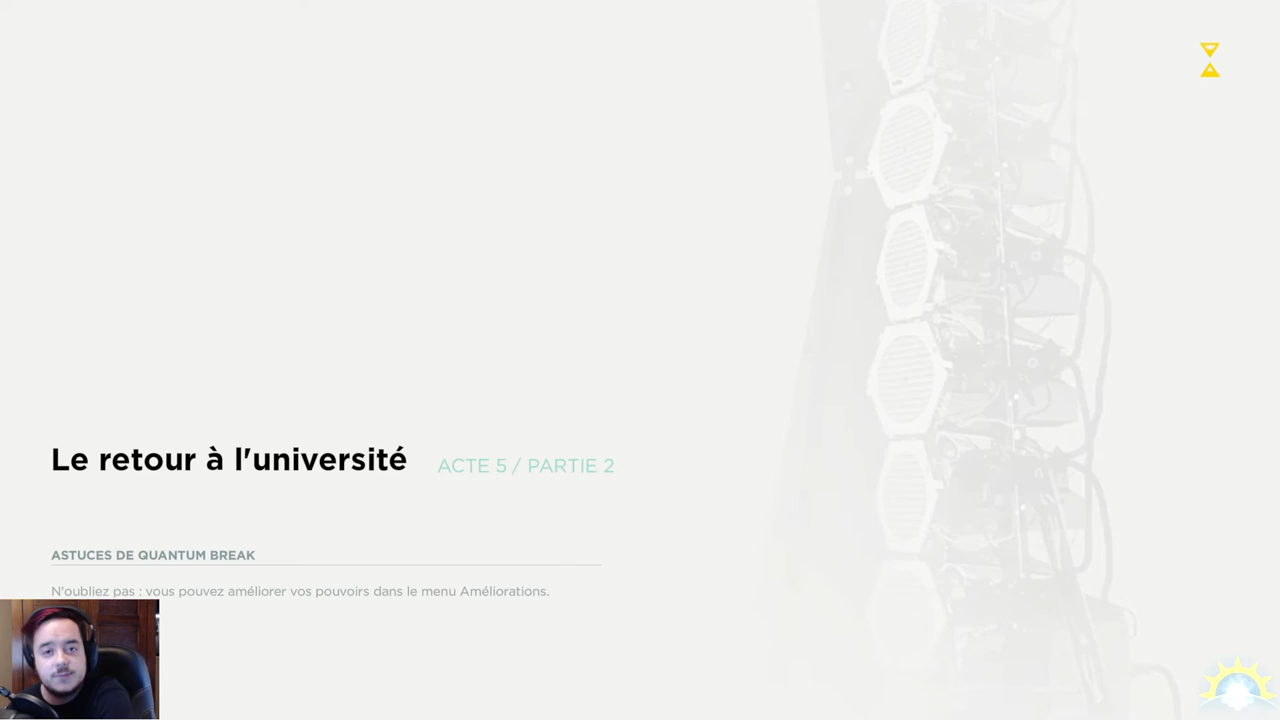 Le retour à l'université
ACTE 5 / PARTIE 2
ASTUCES DE QUANTUM BREAK
N'oubliez pas : vous pouvez améliorer vos pouvoirs dans le menu Améliorations.